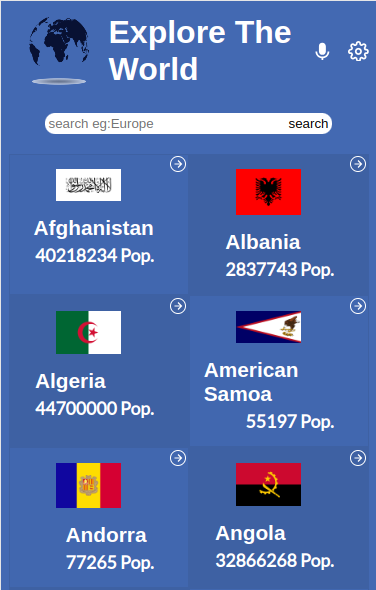 Explore The
World
search eg:Europe search
Afghanistan
40218234 Pop.
Albania
2837743 Pop.
Algeria
44700000 Pop.
American
Samoa
55197 Pop.
Andorra
77265 Pop.
Angola
32866268 Pop.